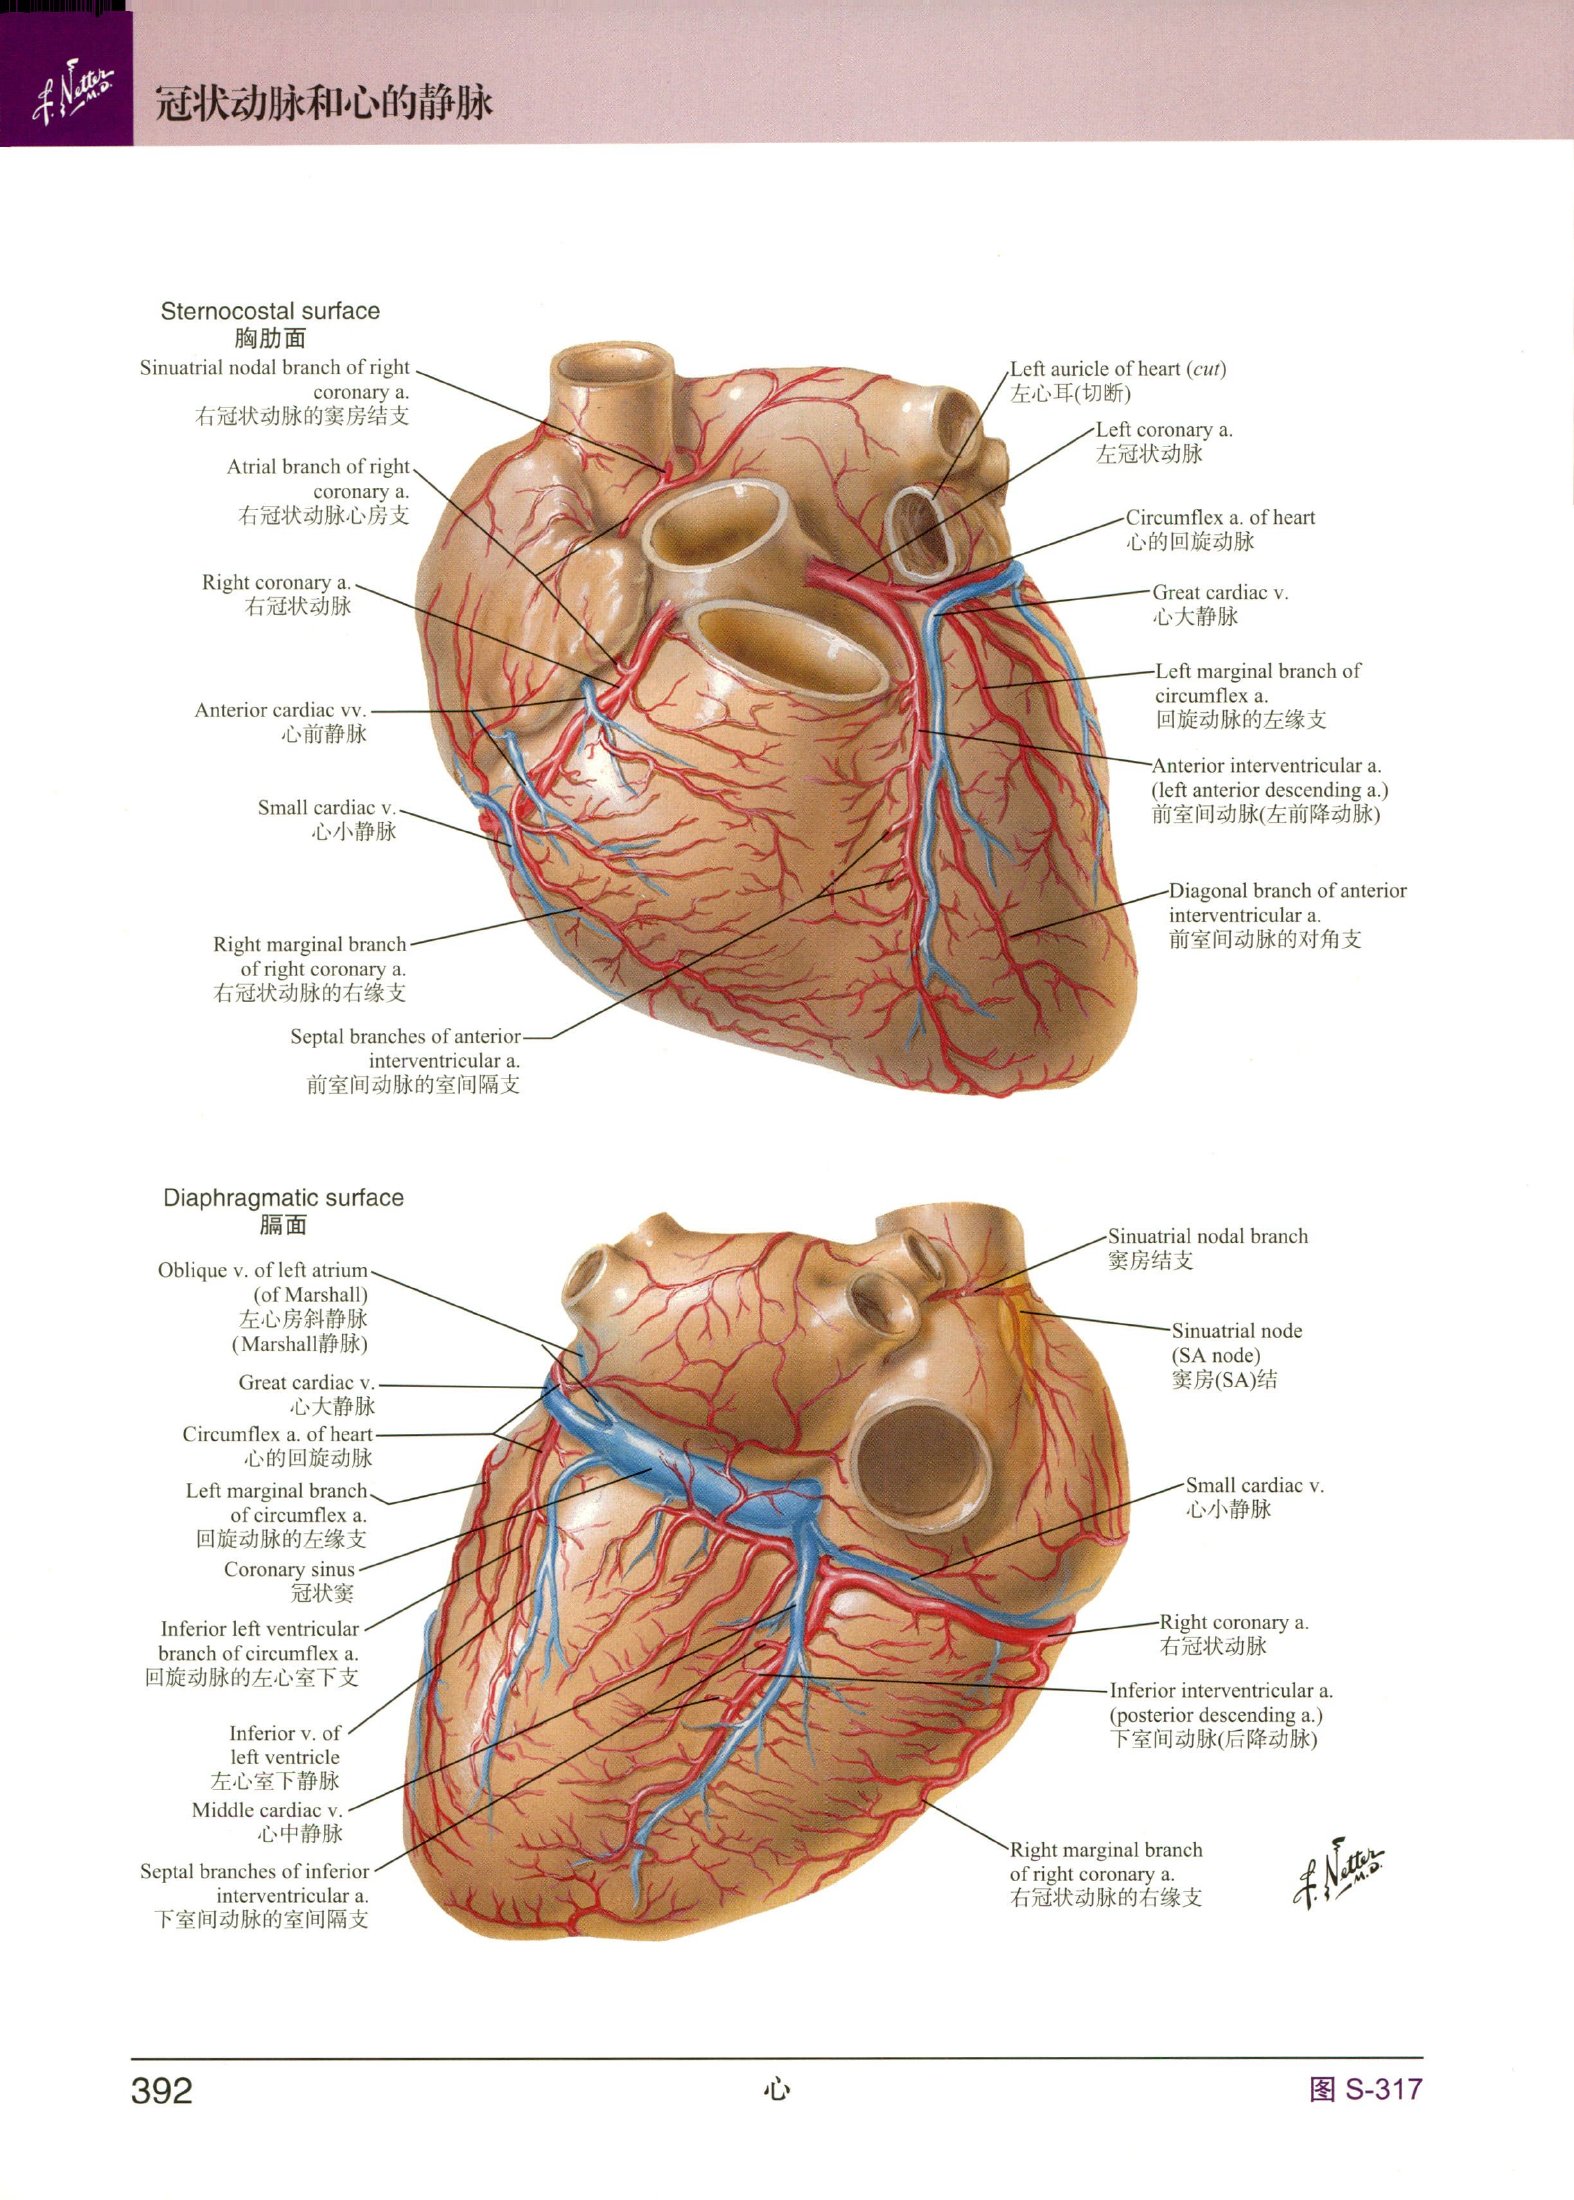 F. Netter M.D.
冠状动脉和心的静脉
Sternocostal surface
胸肋面
Sinuatrial nodal branch of right
coronary a.
右冠状动脉的窦房结支
Atrial branch of right
coronary a.
右冠状动脉心房支
Right coronary a.
右冠状动脉
Anterior cardiac vv.
心前静脉
Small cardiac v.
心小静脉
Right marginal branch
of right coronary a.
右冠状动脉的右缘支
Septal branches of anterior
interventricular a.
前室间动脉的室间隔支
Left auricle of heart (cut)
左心耳(切断)
Left coronary a.
左冠状动脉
Circumflex a. of heart
心的回旋动脉
Great cardiac v.
心大静脉
Left marginal branch of
circumflex a.
回旋动脉的左缘支
Anterior interventricular a.
(left anterior descending a.)
前室间动脉(左前降动脉)
Diagonal branch of anterior
interventricular a.
前室间动脉的对角支
Diaphragmatic surface
膈面
Oblique v. of left atrium
(of Marshall)
左心房斜静脉
(Marshall静脉)
Great cardiac v.
心大静脉
Circumflex a. of heart
心的回旋动脉
Left marginal branch
of circumflex a.
回旋动脉的左缘支
Coronary sinus
冠状窦
Inferior left ventricular
branch of circumflex a.
回旋动脉的左心室下支
Inferior v. of
left ventricle
左心室下静脉
Middle cardiac v.
心中静脉
Septal branches of inferior
interventricular a.
下室间动脉的室间隔支
Sinuatrial nodal branch
窦房结支
Sinuatrial node
(SA node)
窦房(SA)结
Small cardiac v.
心小静脉
Right coronary a.
右冠状动脉
Inferior interventricular a.
(posterior descending a.)
下室间动脉(后降动脉)
Right marginal branch
of right coronary a.
右冠状动脉的右缘支
F. Netter M.D.
392
心
图 S-317